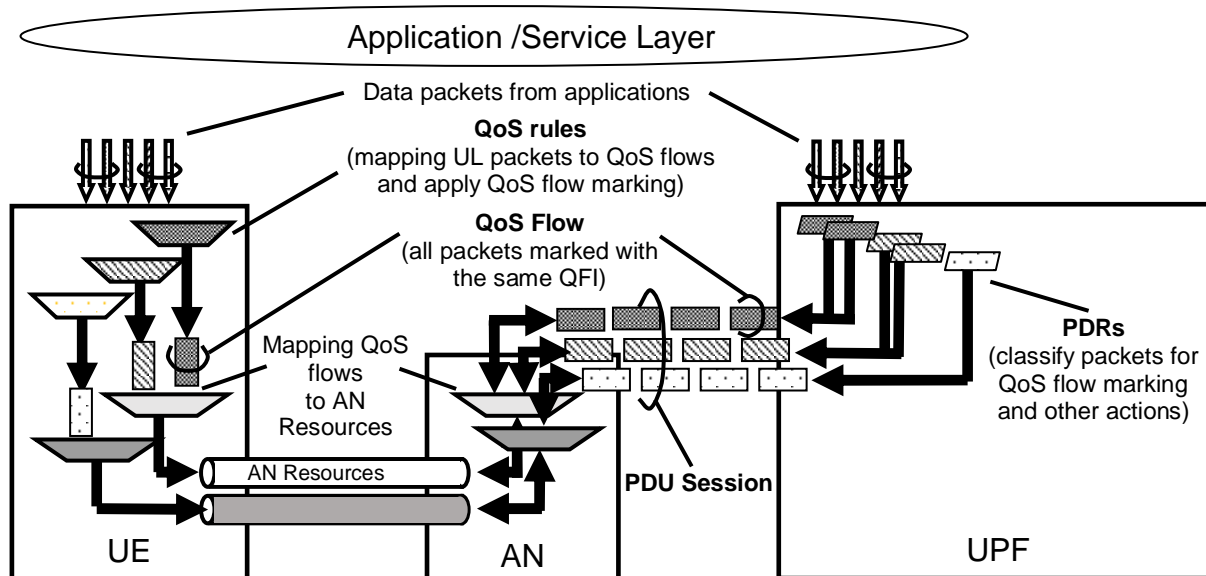 Application /Service Layer
Data packets from applications
QoS rules
(mapping UL packets to QoS flows
and apply QoS flow marking)
QoS Flow
(all packets marked with
the same QFI)
Mapping QoS
flows
to AN
Resources
PDRs
(classify packets for
QoS flow marking
and other actions)
AN Resources
PDU Session
UE
AN
UPF